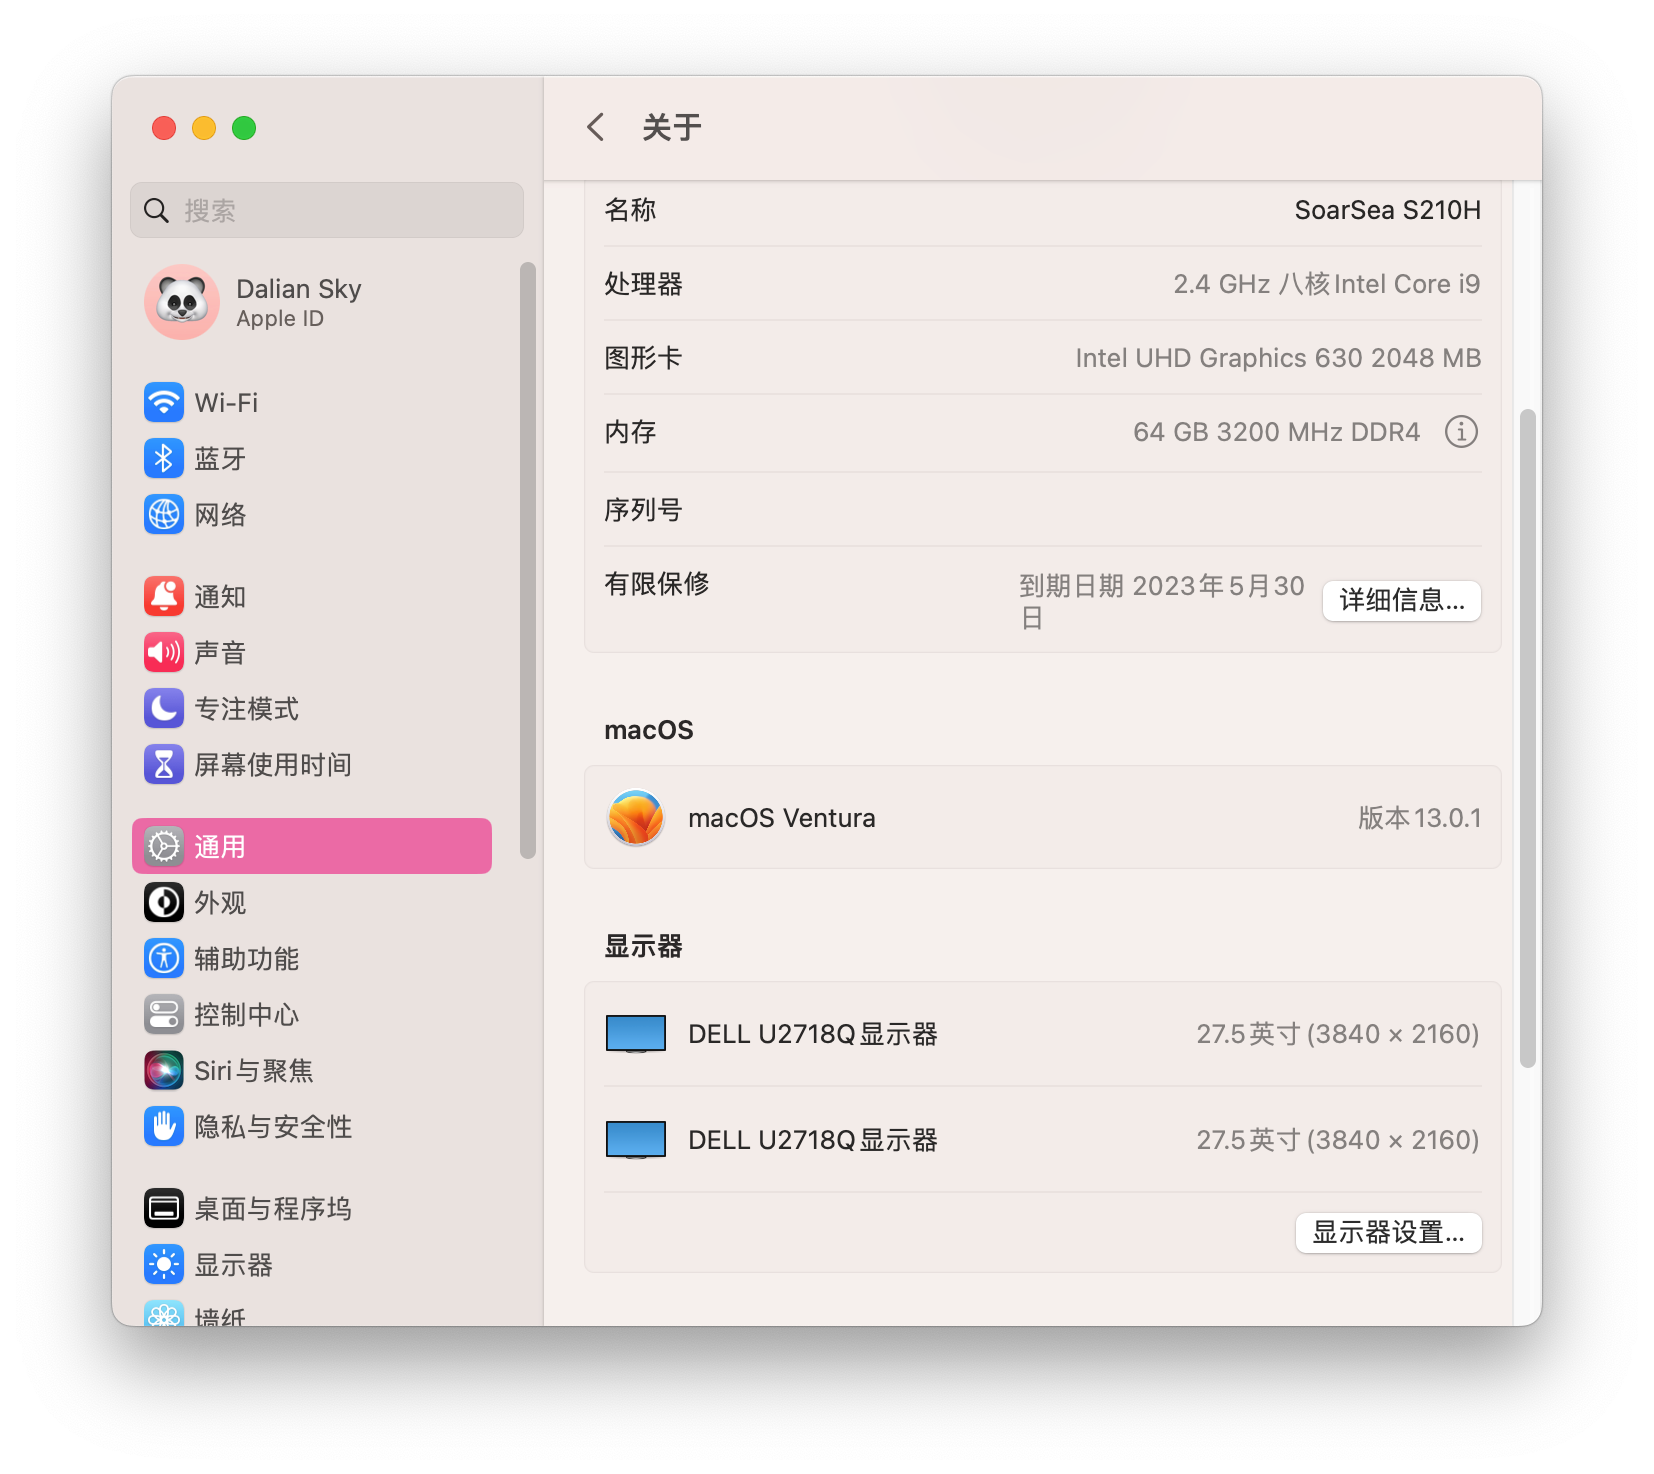 搜索
Dalian Sky
Apple ID
Wi-Fi
蓝牙
网络
通知
声音
专注模式
屏幕使用时间
通用
外观
辅助功能
控制中心
Siri与聚焦
隐私与安全性
桌面与程序坞
显示器
墙纸
关于
名称 SoarSea S210H
处理器 2.4 GHz 八核Intel Core i9
图形卡 Intel UHD Graphics 630 2048 MB
内存 64 GB 3200 MHz DDR4
序列号
有限保修 到期日期 2023年5月30
日
详细信息...
macOS
macOS Ventura 版本13.0.1
显示器
DELL U2718Q显示器 27.5英寸 (3840 × 2160)
DELL U2718Q显示器 27.5英寸 (3840 × 2160)
显示器设置...